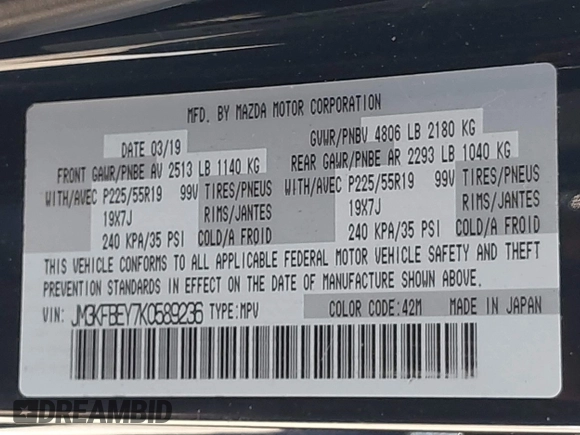 MFD. BY MAZDA MOTOR CORPORATION
DATE 03/19 GVWR/PNBV 4806 LB 2180 KG
FRONT GAWR/PNBE AV 2513 LB 1140 KG REAR GAWR/PNBE AR 2293 LB 1040 KG
WITH/AVEC P225/55R19 99V TIRES/PNEUS WITH/AVEC P225/55R19 99V TIRES/PNEUS
19X7J RIMS/JANTES 19X7J RIMS/JANTES
240 KPA/35 PSI COLD/A FROID 240 KPA/35 PSI COLD/A FROID
THIS VEHICLE CONFORMS TO ALL APPLICABLE FEDERAL MOTOR VEHICLE SAFETY AND THEFT
PREVENTION STANDARDS IN EFFECT ON THE DATE OF MANUFACTURE SHOWN ABOVE.
VIN: JM3KFBEY7K0589236 TYPE:MPV COLOR CODE:42M MADE IN JAPAN
DREAMBID